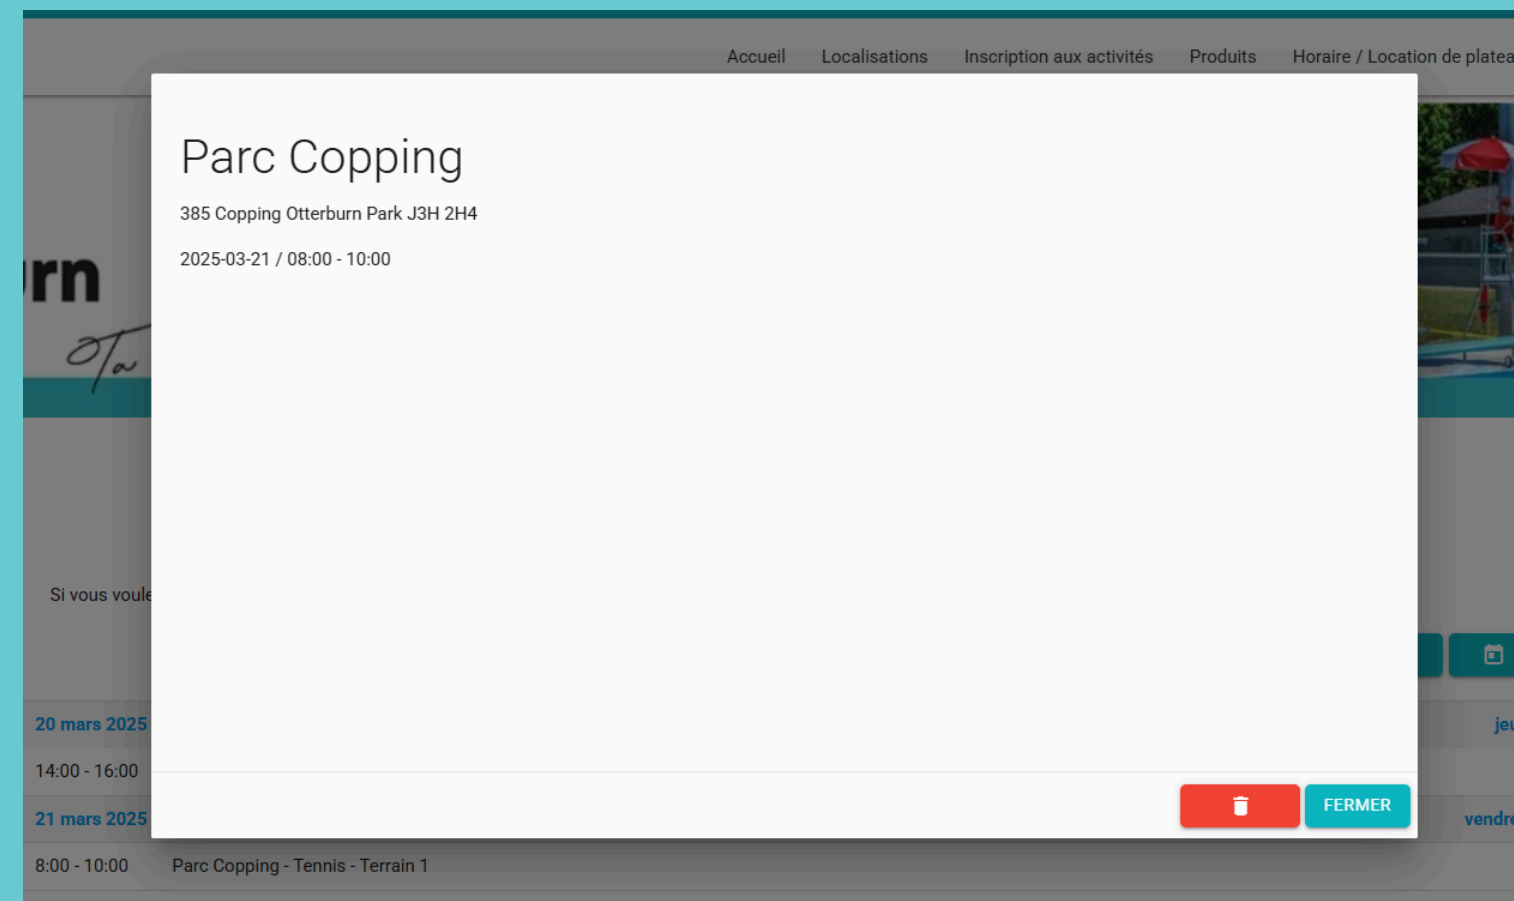 Accueil Localisations Inscription aux activités Produits Horaire / Location de platea
Parc Copping
385 Copping Otterburn Park J3H 2H4
2025-03-21 / 08:00 - 10:00
rn
Ta
Si vous voule
20 mars 2025 jeu
14:00 - 16:00
FERMER
21 mars 2025 vendre
8:00 - 10:00 Parc Copping - Tennis - Terrain 1